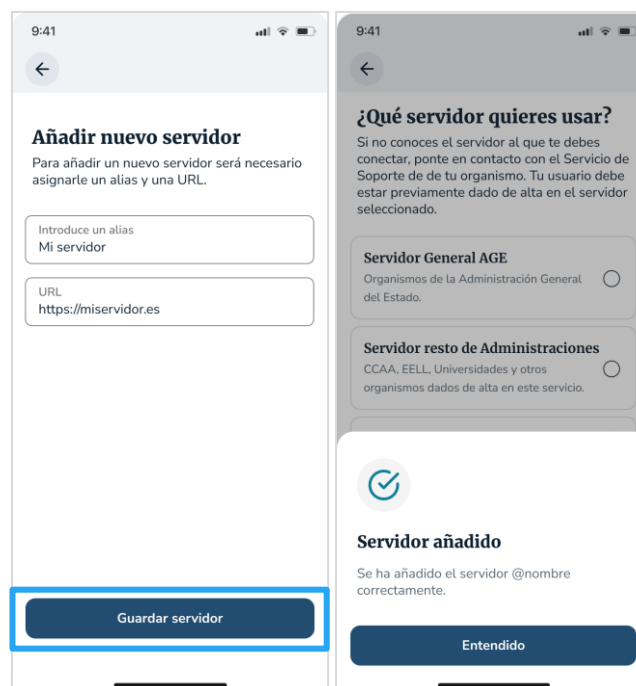 9:41
Añadir nuevo servidor
Para añadir un nuevo servidor será necesario
asignarle un alias y una URL.
Introduce un alias
Mi servidor
URL
https://miservidor.es
Guardar servidor
9:41
¿Qué servidor quieres usar?
Si no conoces el servidor al que te debes
conectar, ponte en contacto con el Servicio de
Soporte de de tu organismo. Tu usuario debe
estar previamente dado de alta en el servidor
seleccionado.
Servidor General AGE
Organismos de la Administración General
del Estado.
Servidor resto de Administraciones
CCAA, EELL, Universidades y otros
organismos dados de alta en este servicio.
Servidor añadido
Se ha añadido el servidor @nombre
correctamente.
Entendido